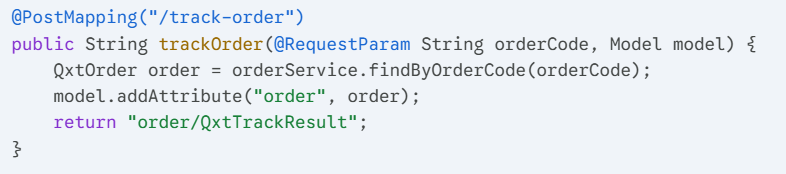 @PostMapping("/track-order")
public String trackOrder(@RequestParam String orderCode, Model model) {
    QxtOrder order = orderService.findByOrderCode(orderCode);
    model.addAttribute("order", order);
    return "order/QxtTrackResult";
}